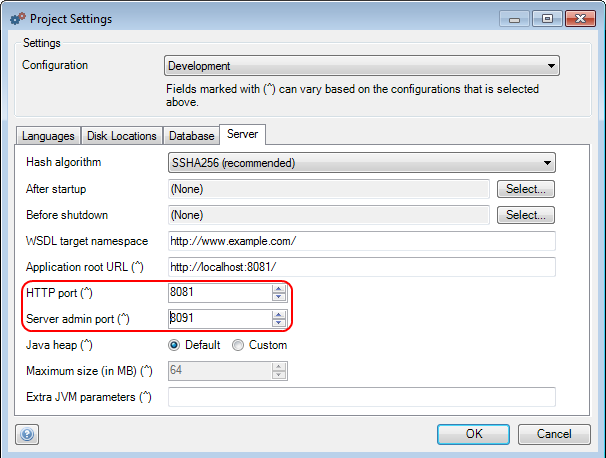 Project Settings
Settings
Configuration Development
Fields marked with (^) can vary based on the configurations that is selected
above.
Languages Disk Locations Database Server
Hash algorithm SSHA256 (recommended)
After startup (None) Select...
Before shutdown (None) Select...
WSDL target namespace http://www.example.com/
Application root URL (^) http://localhost:8081/
HTTP port (^) 8081
Server admin port (^) 8091
Java heap (^) Default Custom
Maximum size (in MB) (^) 64
Extra JVM parameters (^)
? OK Cancel